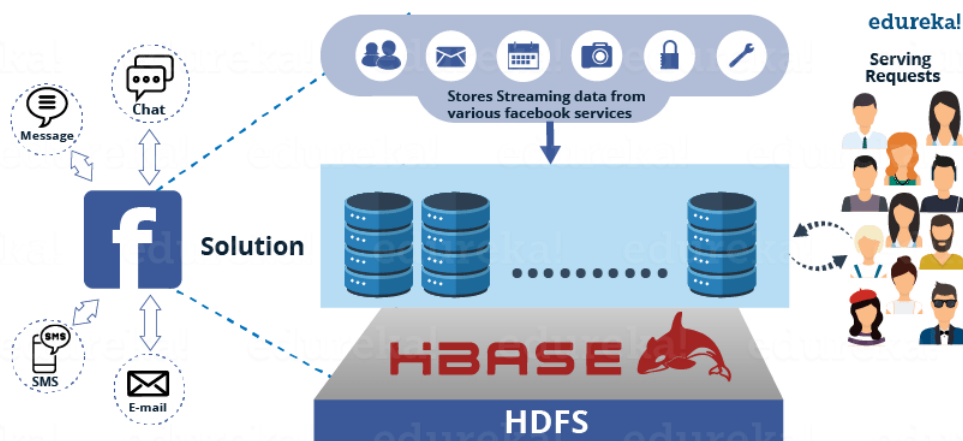 edureka!
Serving
Requests
Stores Streaming data from
various facebook services
Chat
Message
f
Solution
SMS
SMS
E-mail
HBASE
HDFS